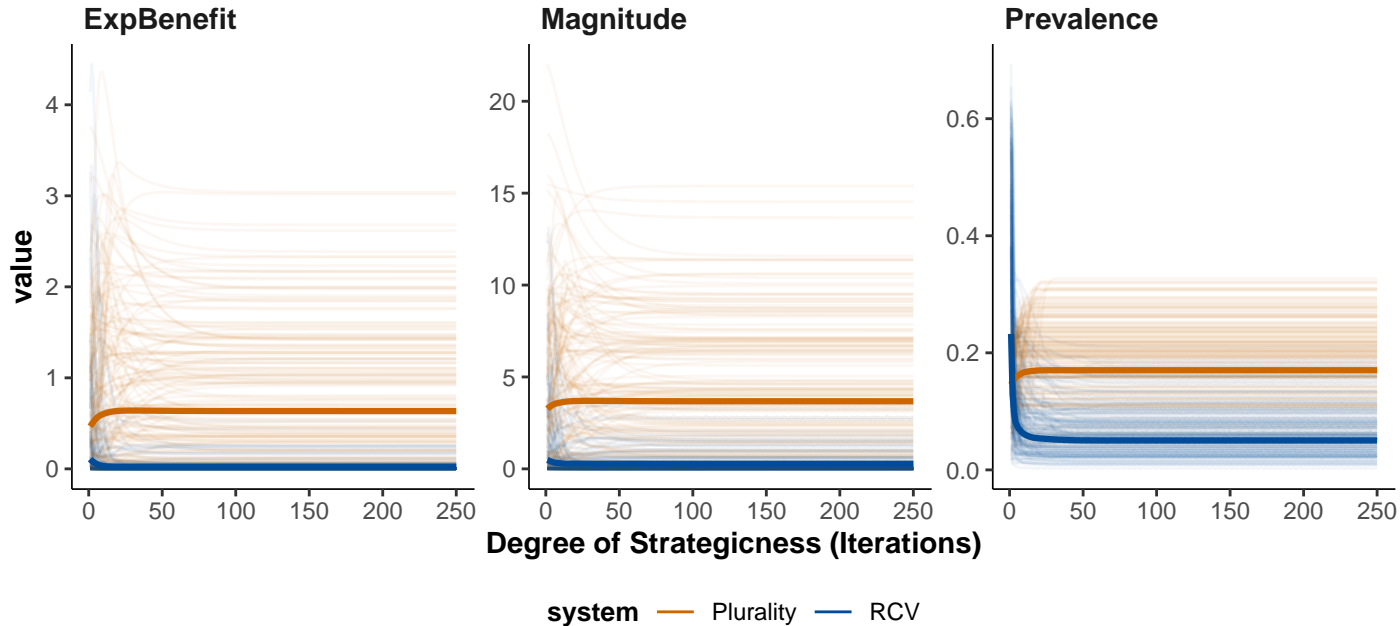 ExpBenefit Magnitude Prevalence
value
4
3
2
1
0
20
15
10
5
0
0.6
0.4
0.2
0.0
0 50 100 150 200 250 0 50 100 150 200 250 0 50 100 150 200 250
Degree of Strategicness (Iterations)
system Plurality RCV